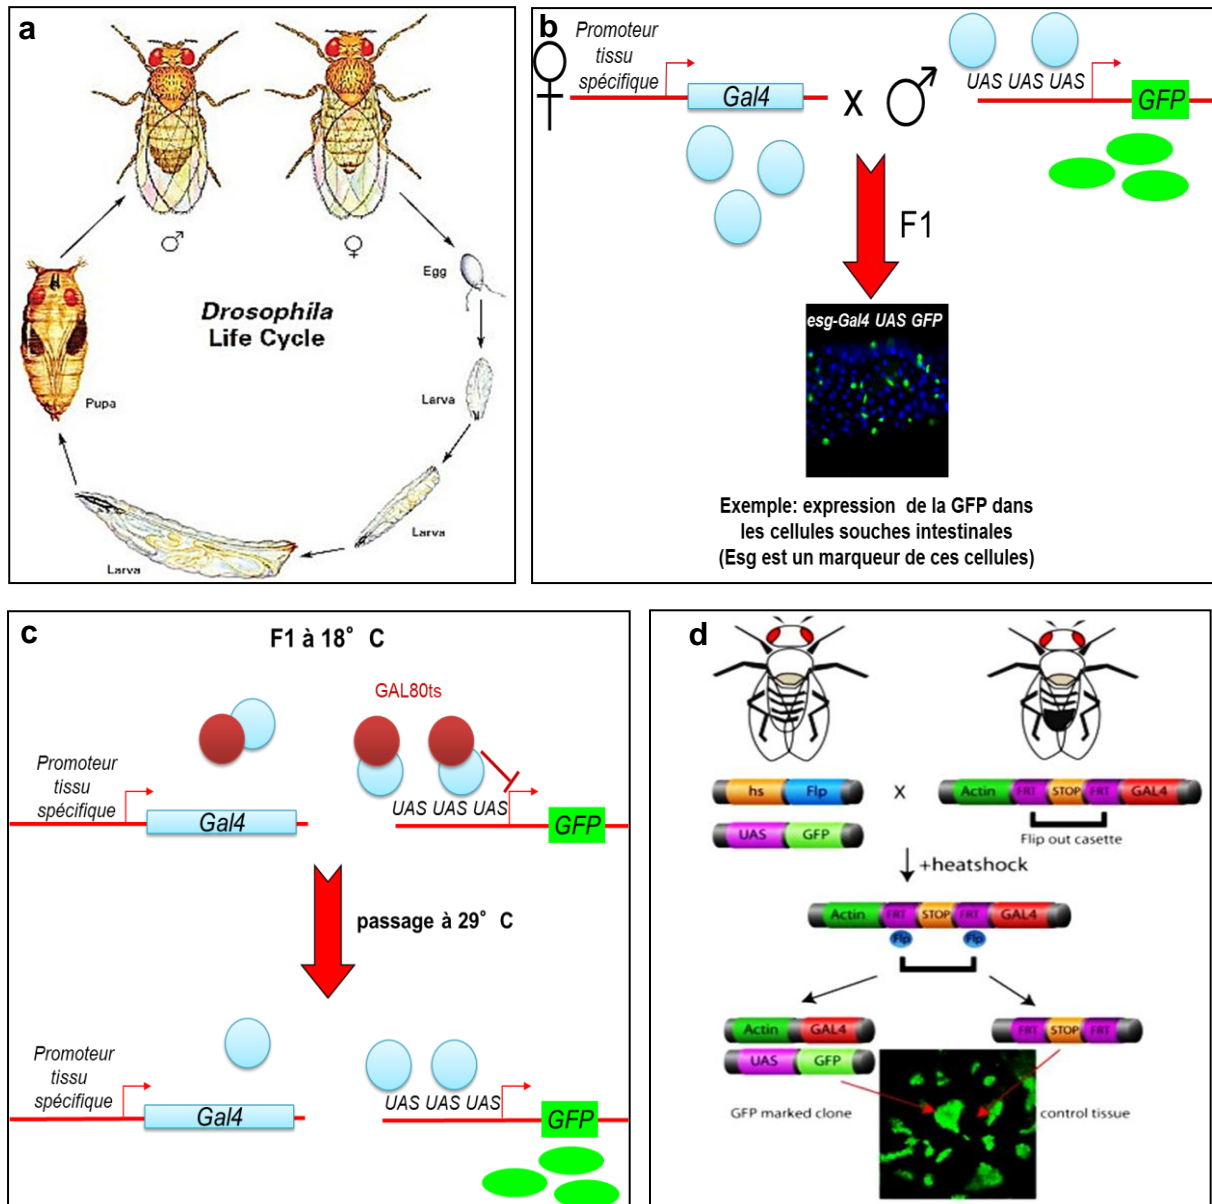 a
♂
♀
Egg
Drosophila
Life Cycle
Larva
Pupa
Larva
Larva
b
Promoteur
tissu
spécifique
Gal4
X
UAS UAS UAS
GFP
F1
esg-Gal4 UAS GFP
Exemple: expression de la GFP dans
les cellules souches intestinales
(Esg est un marqueur de ces cellules)
c
F1 à 18° C
GAL80ts
Promoteur
tissu
spécifique
Gal4
UAS UAS UAS
GFP
passage à 29° C
Promoteur
tissu
spécifique
Gal4
UAS UAS UAS
GFP
d
hs Flp
X
Actin FRT STOP FRT GAL4
UAS GFP
Flip out casette
+heatshock
Actin FRT STOP FRT GAL4
Flp Flp
Actin GAL4
FRT STOP FRT
UAS GFP
GFP marked clone
control tissue